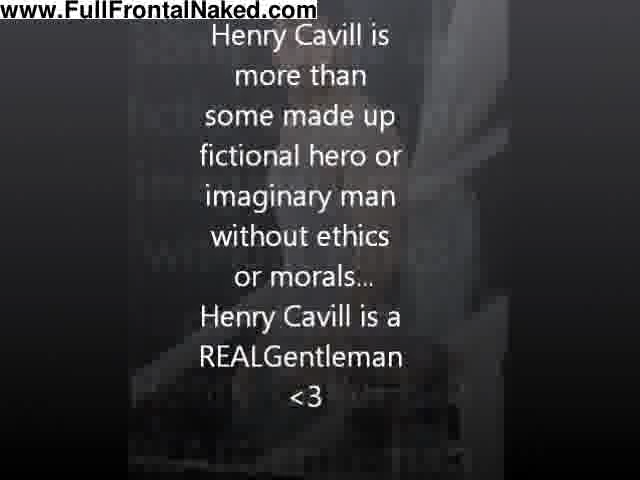 www.FullFrontalNaked.com
Henry Cavill is
more than
some made up
fictional hero or
imaginary man
without ethics
or morals...
Henry Cavill is a
REALGentleman
<3